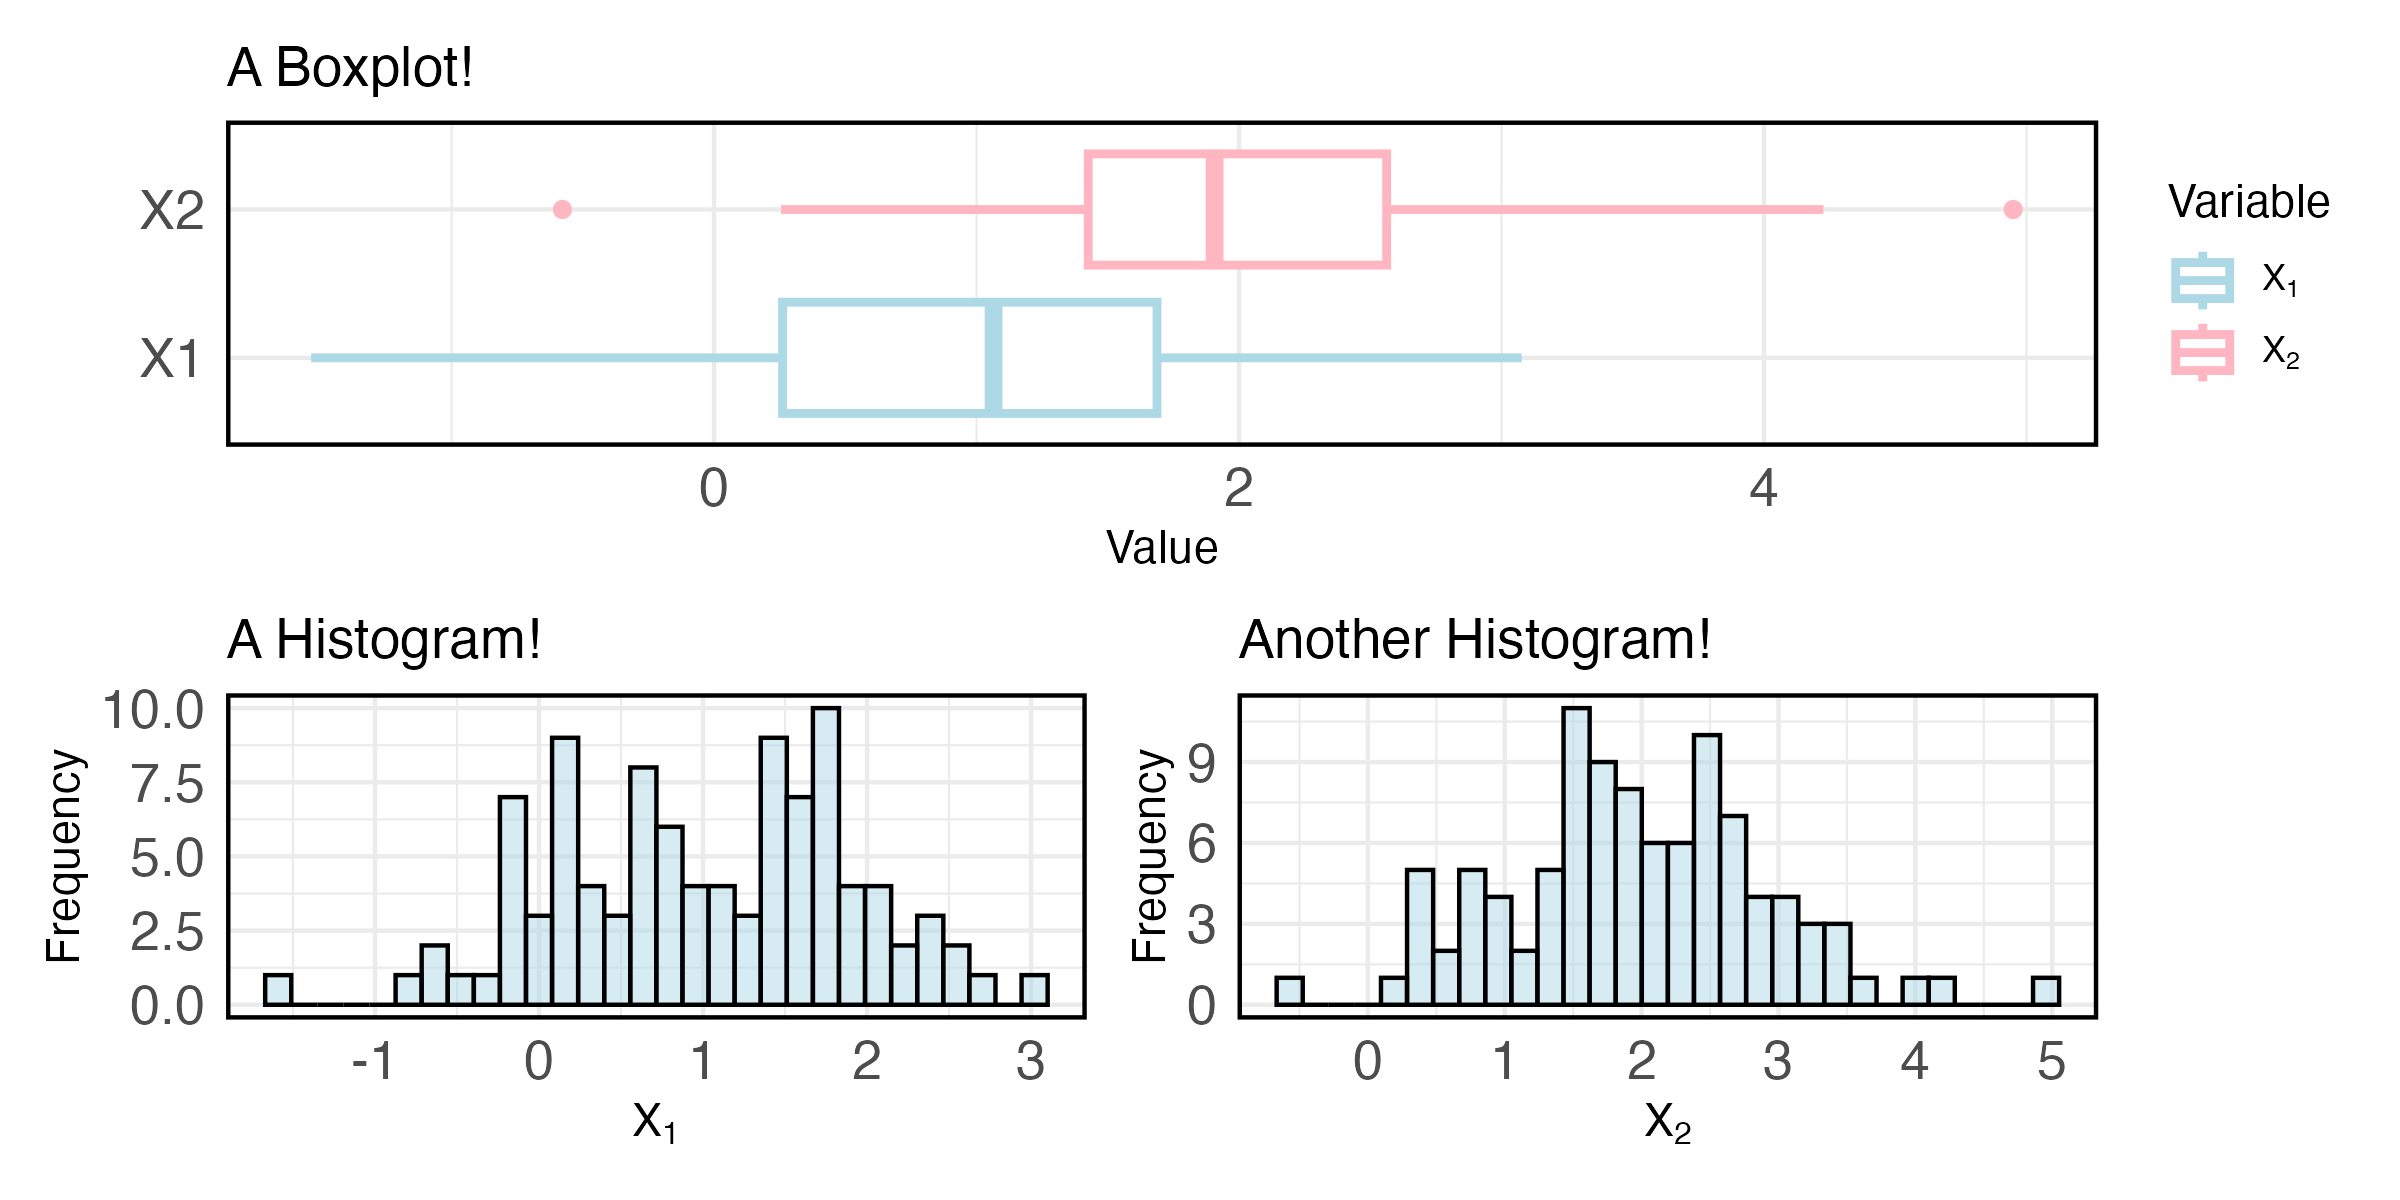 A Boxplot!
X2
X1
0 2 4
Value
Variable
X₁
X₂
A Histogram!
10.0
7.5
5.0
2.5
0.0
Frequency
-1 0 1 2 3
X₁
Another Histogram!
9
6
3
0
Frequency
0 1 2 3 4 5
X₂